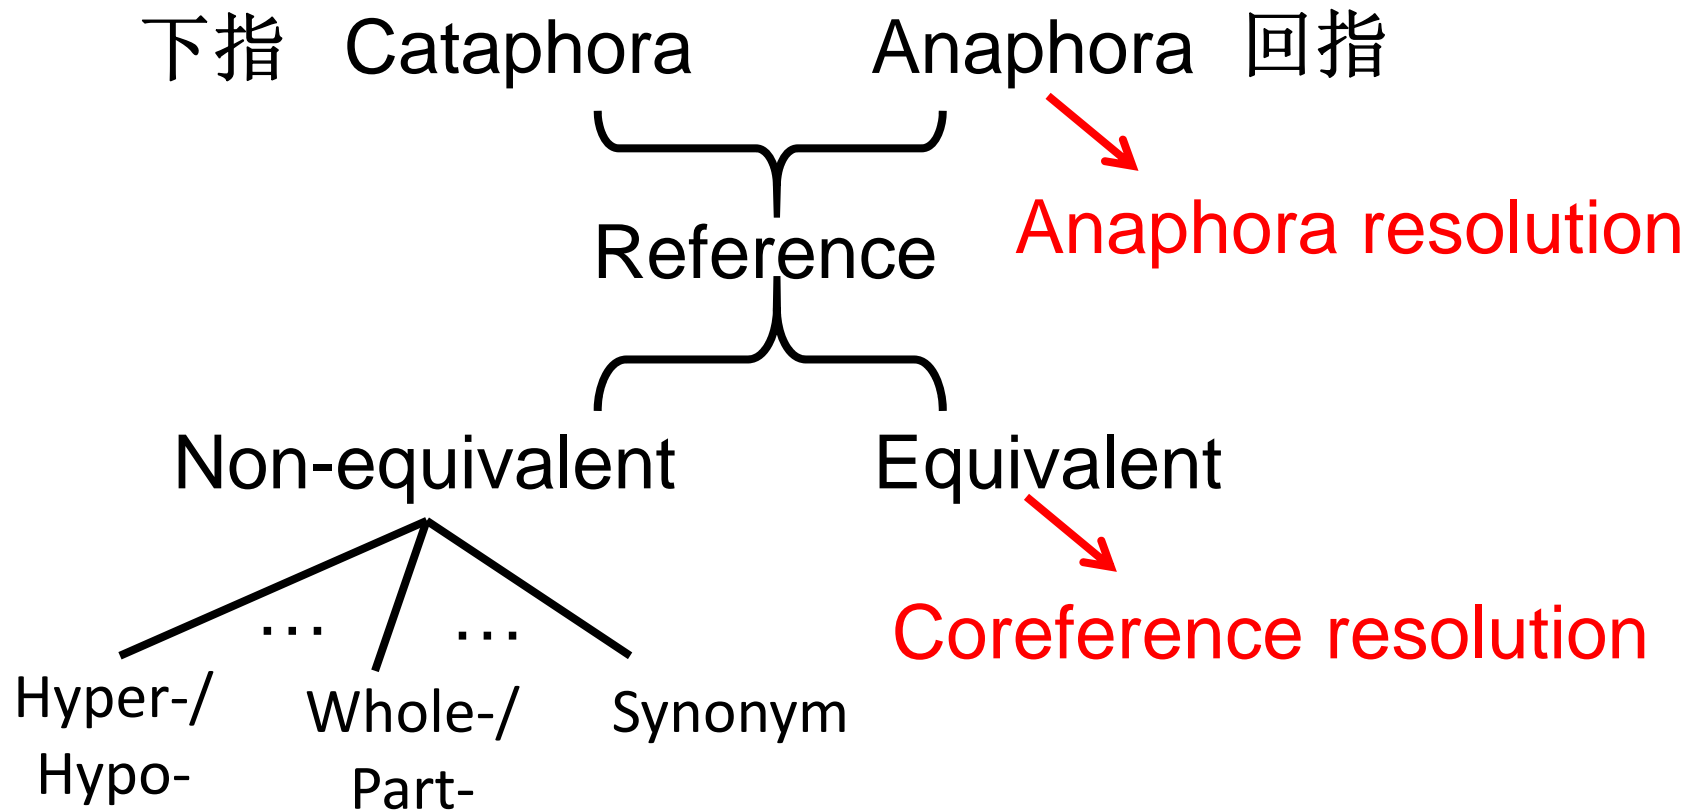 下指 Cataphora Anaphora 回指
Anaphora resolution
Reference
Non-equivalent Equivalent
… …
Coreference resolution
Hyper-/ Whole-/ Synonym
Hypo- Part-